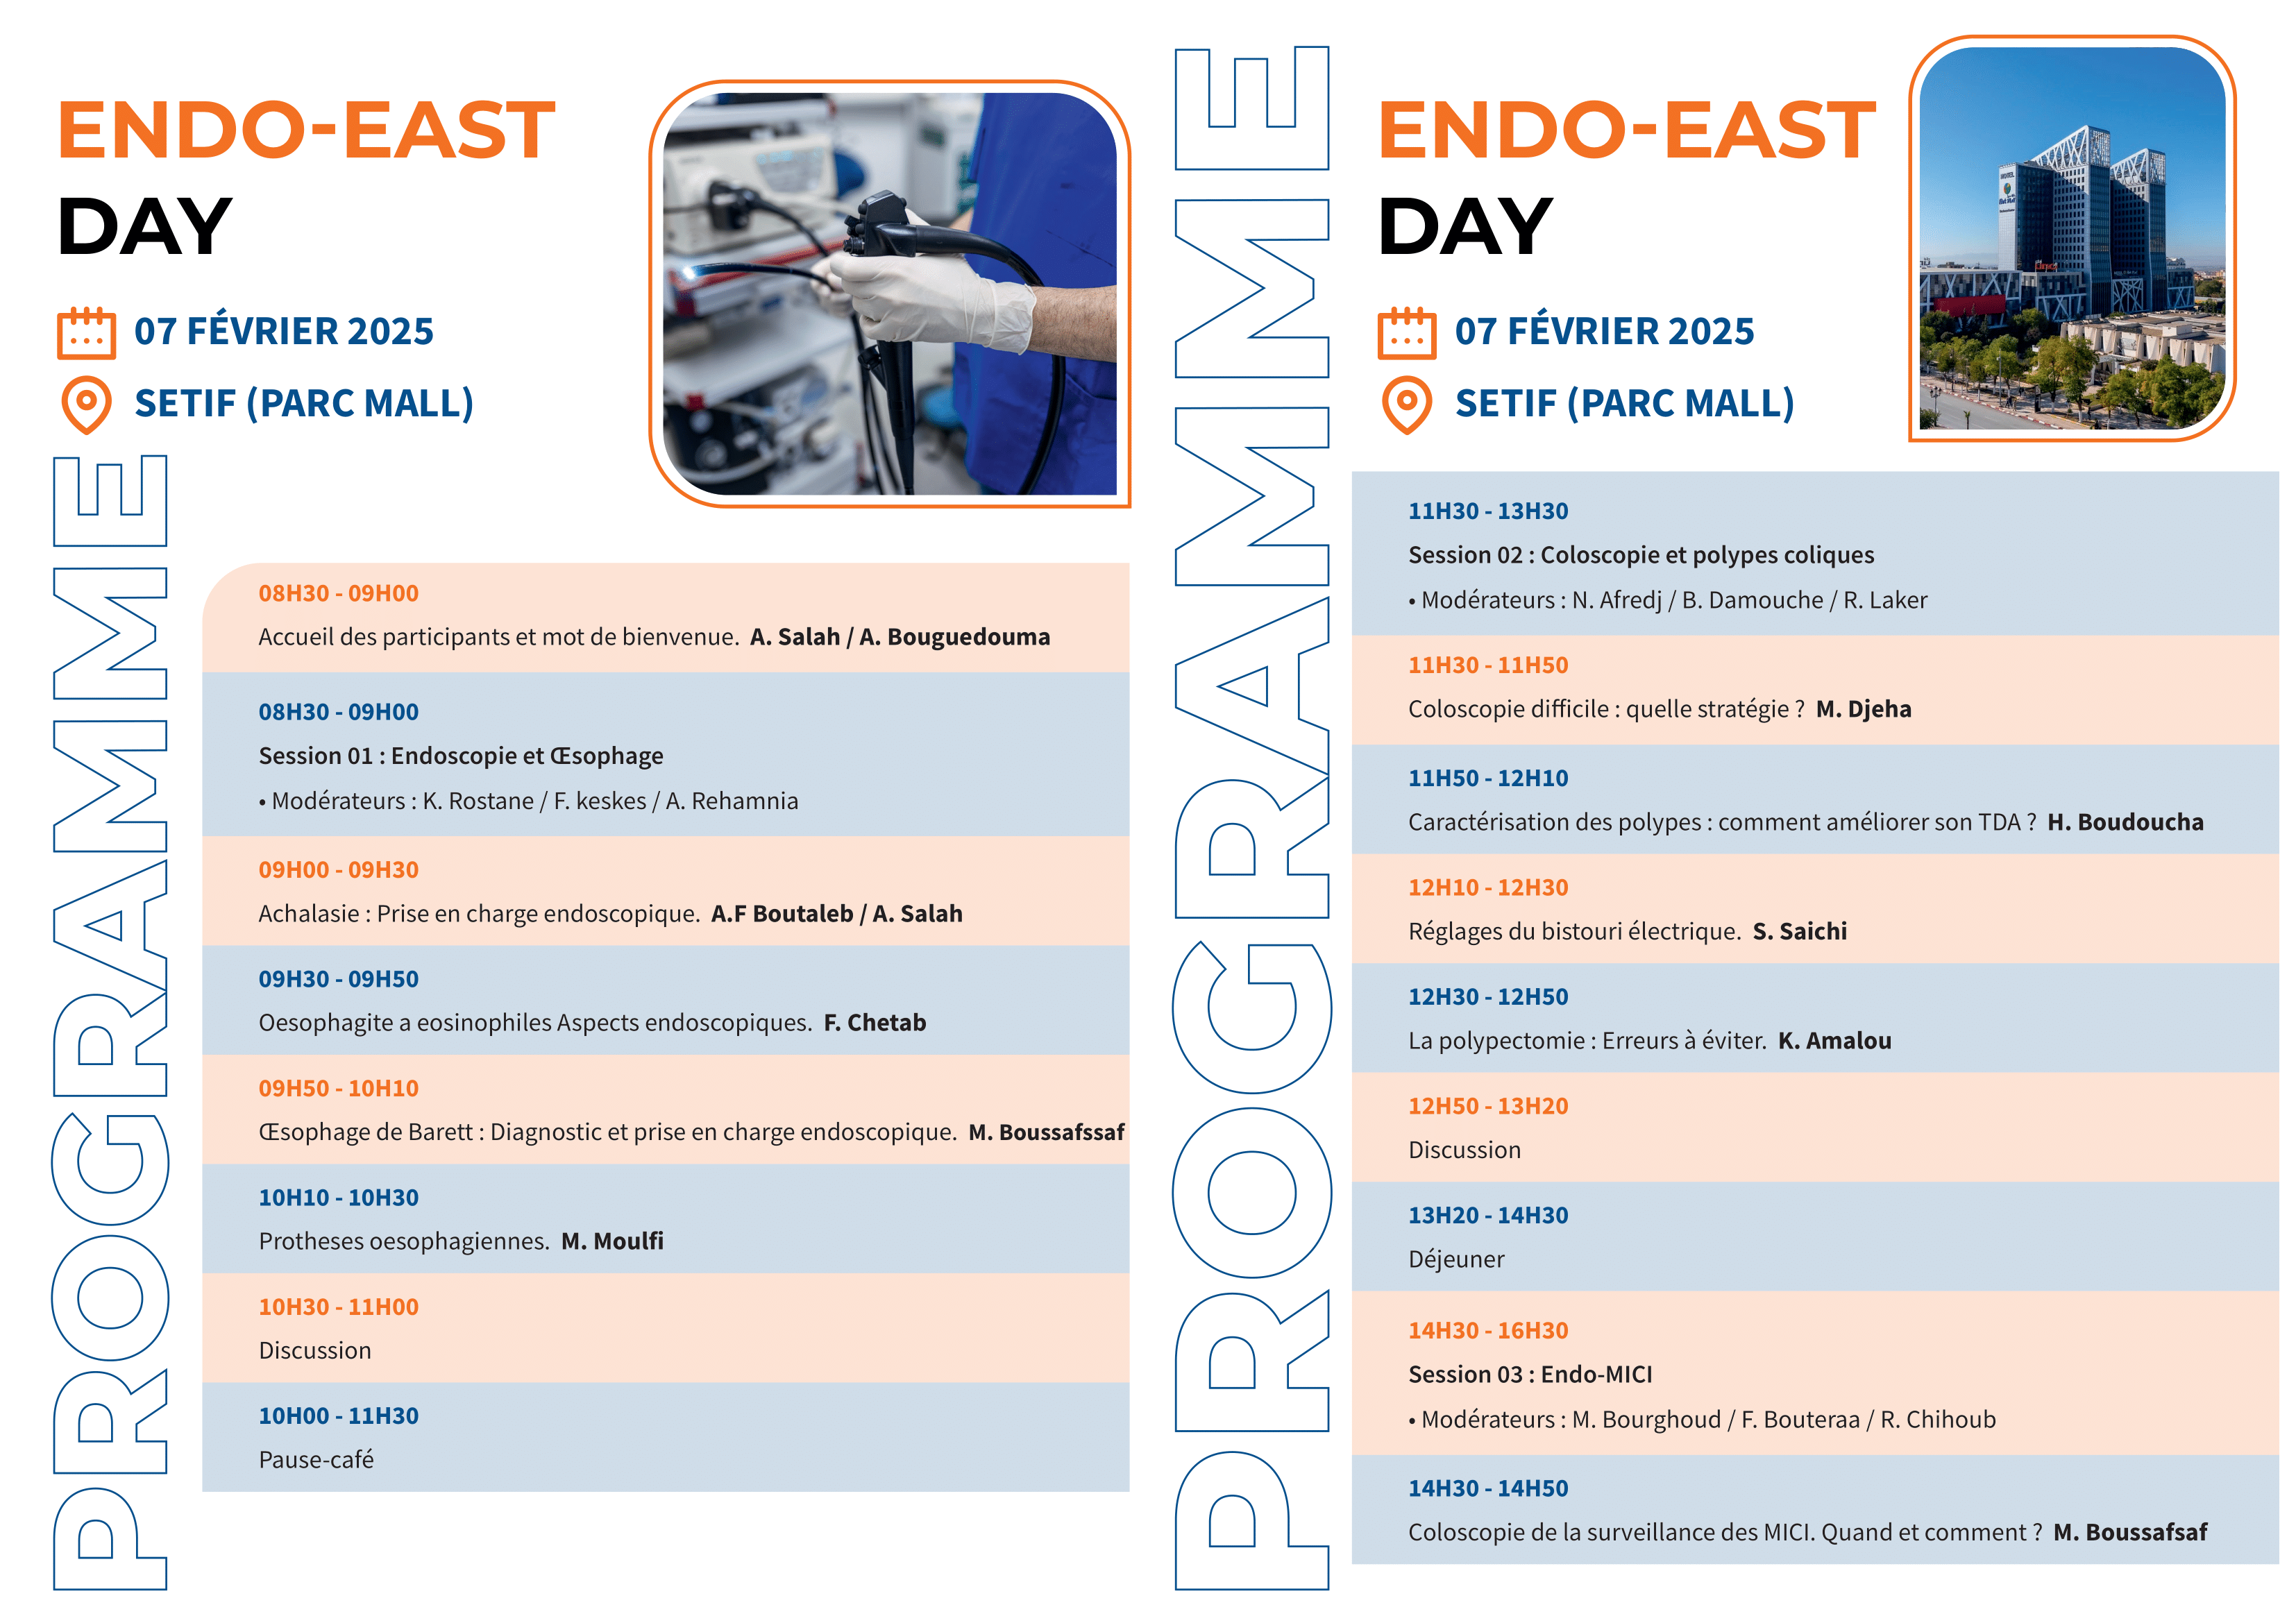 ENDO-EAST
DAY
07 FÉVRIER 2025
SETIF (PARC MALL)
PROGRAMME
08H30 - 09H00
Accueil des participants et mot de bienvenue. A. Salah / A. Bouguedouma
08H30 - 09H00
Session 01 : Endoscopie et Œsophage
• Modérateurs : K. Rostane / F. keskes / A. Rehamnia
09H00 - 09H30
Achalasie : Prise en charge endoscopique. A.F Boutaleb / A. Salah
09H30 - 09H50
Oesophagite a eosinophiles Aspects endoscopiques. F. Chetab
09H50 - 10H10
Œsophage de Barett : Diagnostic et prise en charge endoscopique. M. Boussafssaf
10H10 - 10H30
Protheses oesophagiennes. M. Moulfi
10H30 - 11H00
Discussion
10H00 - 11H30
Pause-café
ENDO-EAST
DAY
07 FÉVRIER 2025
SETIF (PARC MALL)
PROGRAMME
11H30 - 13H30
Session 02 : Coloscopie et polypes coliques
• Modérateurs : N. Afredj / B. Damouche / R. Laker
11H30 - 11H50
Coloscopie difficile : quelle stratégie ? M. Djeha
11H50 - 12H10
Caractérisation des polypes : comment améliorer son TDA ? H. Boudoucha
12H10 - 12H30
Réglages du bistouri électrique. S. Saichi
12H30 - 12H50
La polypectomie : Erreurs à éviter. K. Amalou
12H50 - 13H20
Discussion
13H20 - 14H30
Déjeuner
14H30 - 16H30
Session 03 : Endo-MICI
• Modérateurs : M. Bourghoud / F. Bouteraa / R. Chihoub
14H30 - 14H50
Coloscopie de la surveillance des MICI. Quand et comment ? M. Boussafsaf